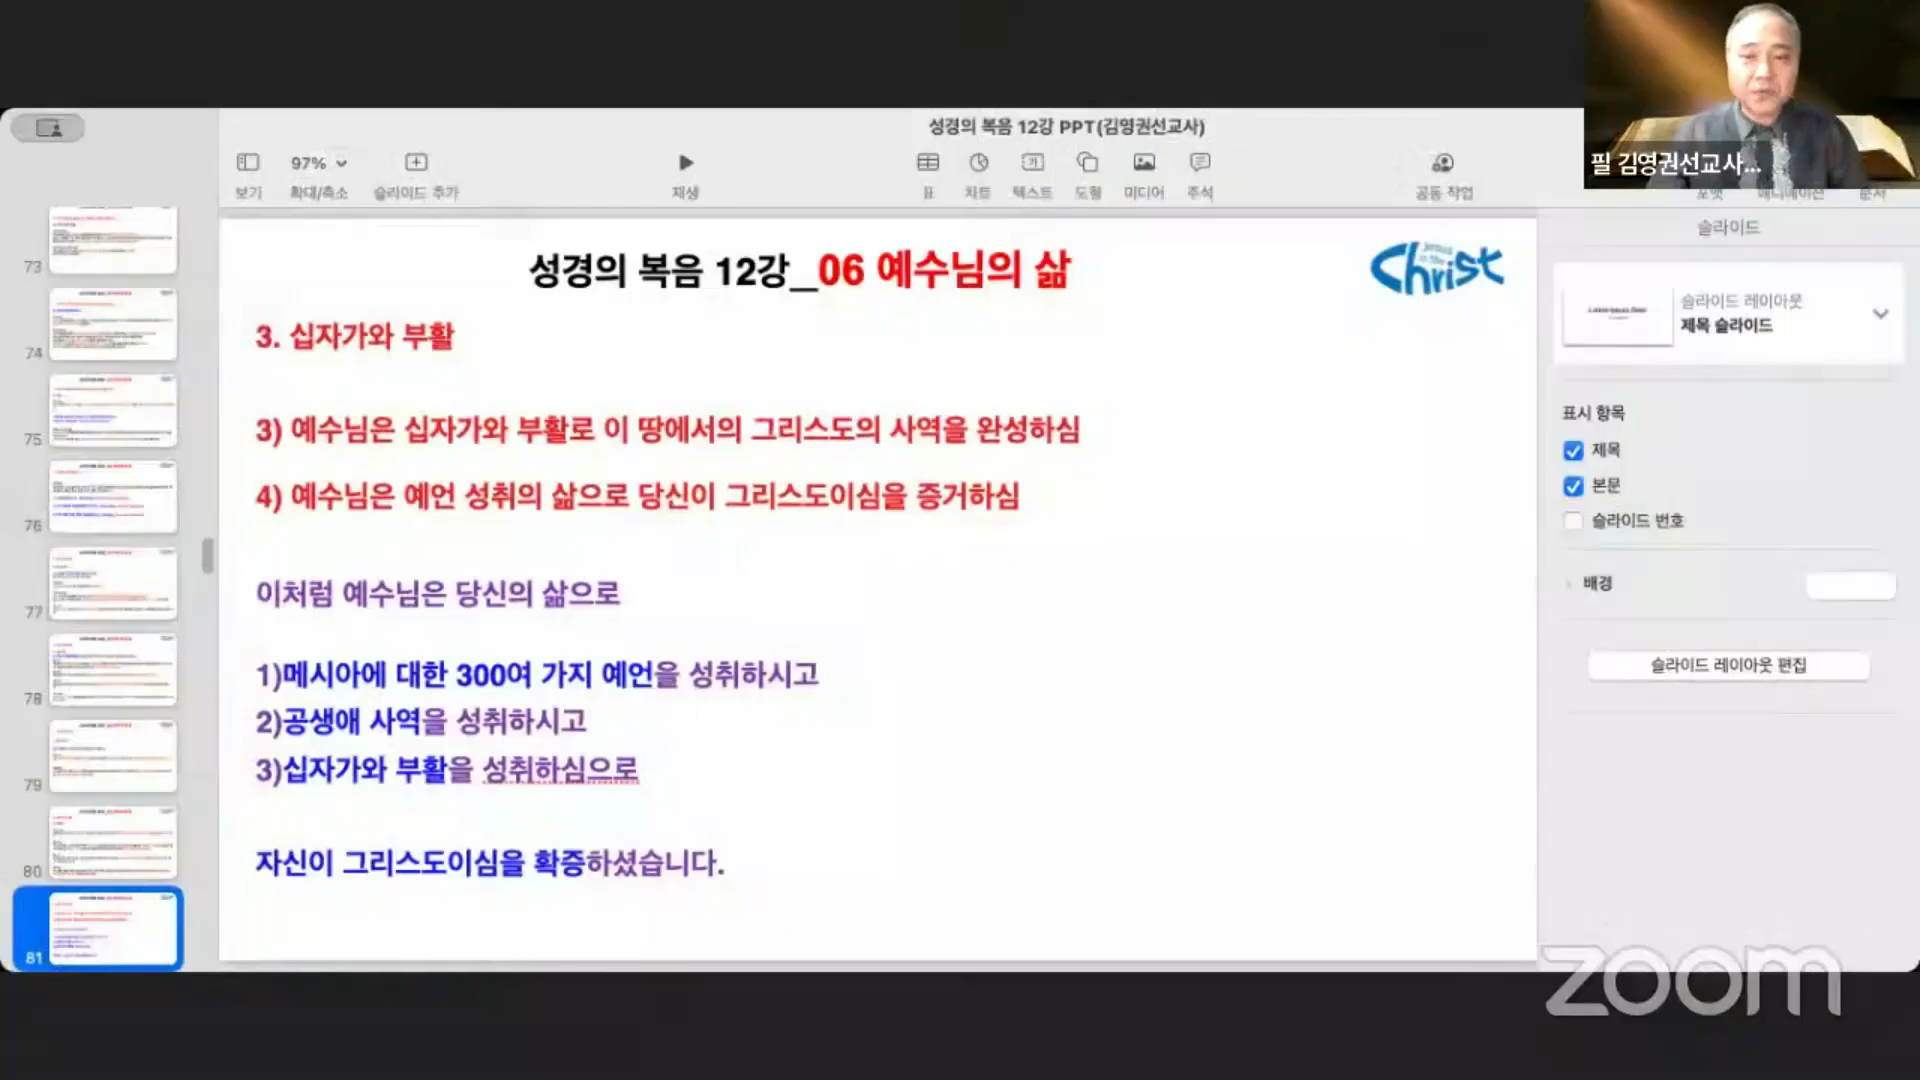 성경의 복음 12강 PPT(김영권선교사)
97%
보기
확대/축소
슬라이드 추가
재생
표
차트
텍스트
도형
미디어
주석
공동 작업
포맷
애니메이션
문서
필 김영권선교사...
73
74
75
76
77
78
79
80
81
성경의 복음 12강_06 예수님의 삶
Jesus is the Christ
3. 십자가와 부활
3) 예수님은 십자가와 부활로 이 땅에서의 그리스도의 사역을 완성하심
4) 예수님은 예언 성취의 삶으로 당신이 그리스도이심을 증거하심
이처럼 예수님은 당신의 삶으로
1)메시아에 대한 300여 가지 예언을 성취하시고
2)공생애 사역을 성취하시고
3)십자가와 부활을 성취하심으로
자신이 그리스도이심을 확증하셨습니다.
슬라이드
슬라이드 레이아웃
제목 슬라이드
표시 항목
제목
본문
슬라이드 번호
배경
슬라이드 레이아웃 편집
zoom